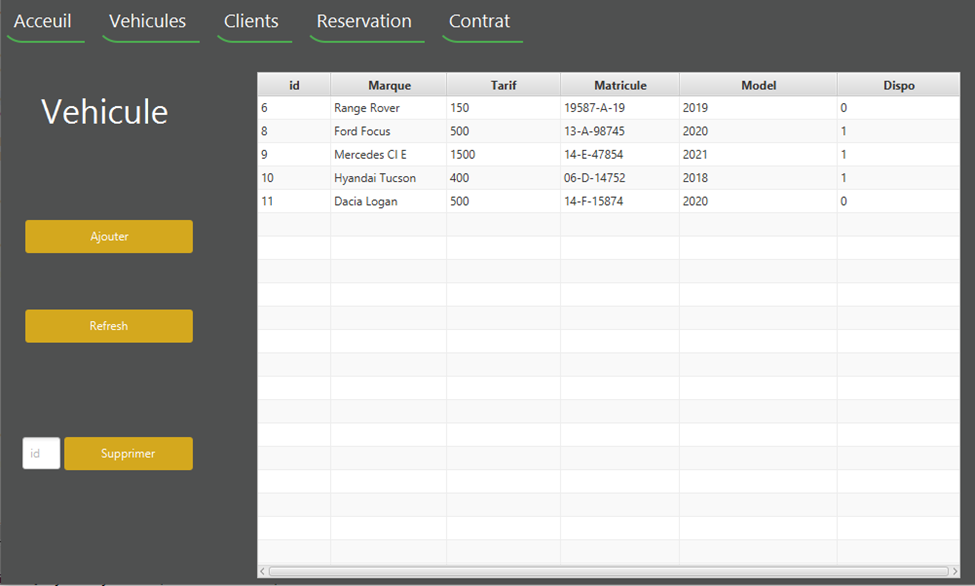 Acceuil Vehicules Clients Reservation Contrat
Vehicule
id Marque Tarif Matricule Model Dispo
6 Range Rover 150 19587-A-19 2019 0
8 Ford Focus 500 13-A-98745 2020 1
9 Mercedes Cl E 1500 14-E-47854 2021 1
10 Hyandai Tucson 400 06-D-14752 2018 1
11 Dacia Logan 500 14-F-15874 2020 0
Ajouter
Refresh
id Supprimer